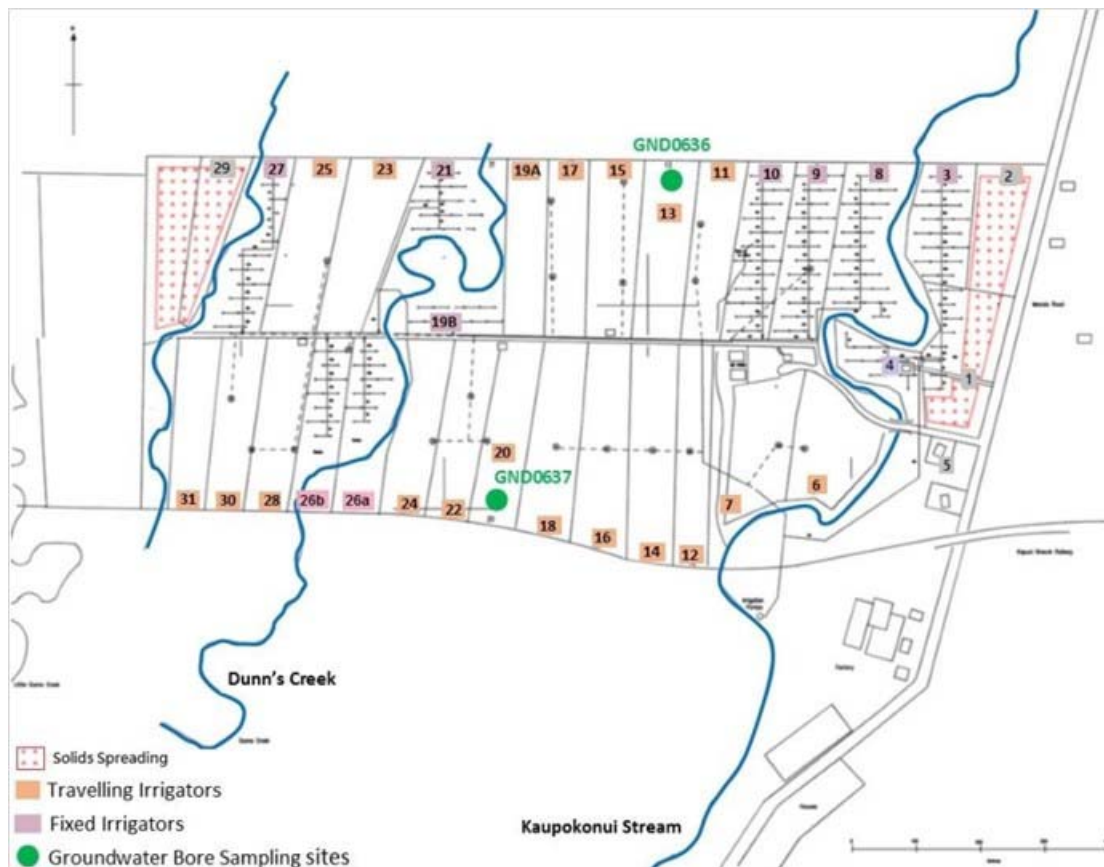 GND0636
29
27
25
23
21
19A
17
15
11
10
9
8
3
2
13
19B
4
1
20
GND0637
5
6
7
31
30
28
26b
26a
24
22
18
16
14
12
Factory
Dunn's Creek
Kaupokonui Stream
Solids Spreading
Travelling Irrigators
Fixed Irrigators
Groundwater Bore Sampling sites